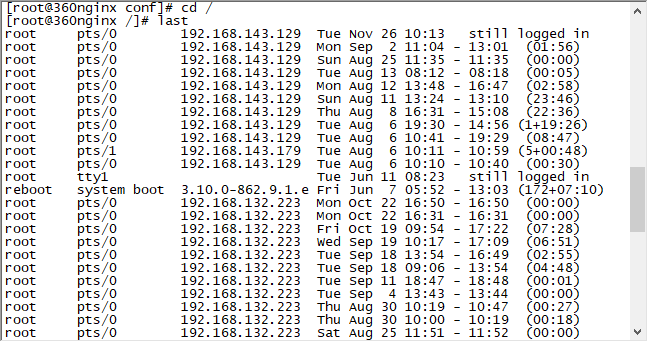 [root@360nginx conf]# cd /
[root@360nginx /]# last
root     pts/0        192.168.143.129  Tue Nov 26 10:13   still logged in
root     pts/0        192.168.143.129  Mon Sep  2 11:04 - 13:01  (01:56)
root     pts/0        192.168.143.129  Sun Aug 25 11:35 - 11:35  (00:00)
root     pts/0        192.168.143.129  Tue Aug 13 08:12 - 08:18  (00:05)
root     pts/0        192.168.143.129  Mon Aug 12 13:48 - 16:47  (02:58)
root     pts/0        192.168.143.129  Sun Aug 11 13:24 - 13:10  (23:46)
root     pts/0        192.168.143.129  Thu Aug  8 16:31 - 15:08  (22:36)
root     pts/0        192.168.143.129  Tue Aug  6 19:30 - 14:56 (1+19:26)
root     pts/0        192.168.143.129  Tue Aug  6 10:41 - 19:29  (08:47)
root     pts/1        192.168.143.179  Tue Aug  6 10:11 - 10:59 (5+00:48)
root     pts/0        192.168.143.129  Tue Aug  6 10:10 - 10:40  (00:30)
root     tty1                          Tue Jun 11 08:23   still logged in
reboot   system boot  3.10.0-862.9.1.e Fri Jun  7 05:52 - 13:03 (172+07:10)
root     pts/0        192.168.132.223  Mon Oct 22 16:50 - 16:50  (00:00)
root     pts/0        192.168.132.223  Mon Oct 22 16:31 - 16:31  (00:00)
root     pts/0        192.168.132.223  Fri Oct 19 09:54 - 17:22  (07:28)
root     pts/0        192.168.132.223  Wed Sep 19 10:17 - 17:09  (06:51)
root     pts/0        192.168.132.223  Tue Sep 18 13:54 - 16:49  (02:55)
root     pts/0        192.168.132.223  Tue Sep 18 09:06 - 13:54  (04:48)
root     pts/0        192.168.132.223  Tue Sep 11 18:47 - 18:48  (00:01)
root     pts/0        192.168.132.223  Tue Sep  4 13:43 - 13:44  (00:00)
root     pts/0        192.168.132.223  Thu Aug 30 10:19 - 10:47  (00:27)
root     pts/0        192.168.132.223  Thu Aug 30 10:00 - 10:19  (00:18)
root     pts/0        192.168.132.223  Sat Aug 25 11:51 - 11:52  (00:00)